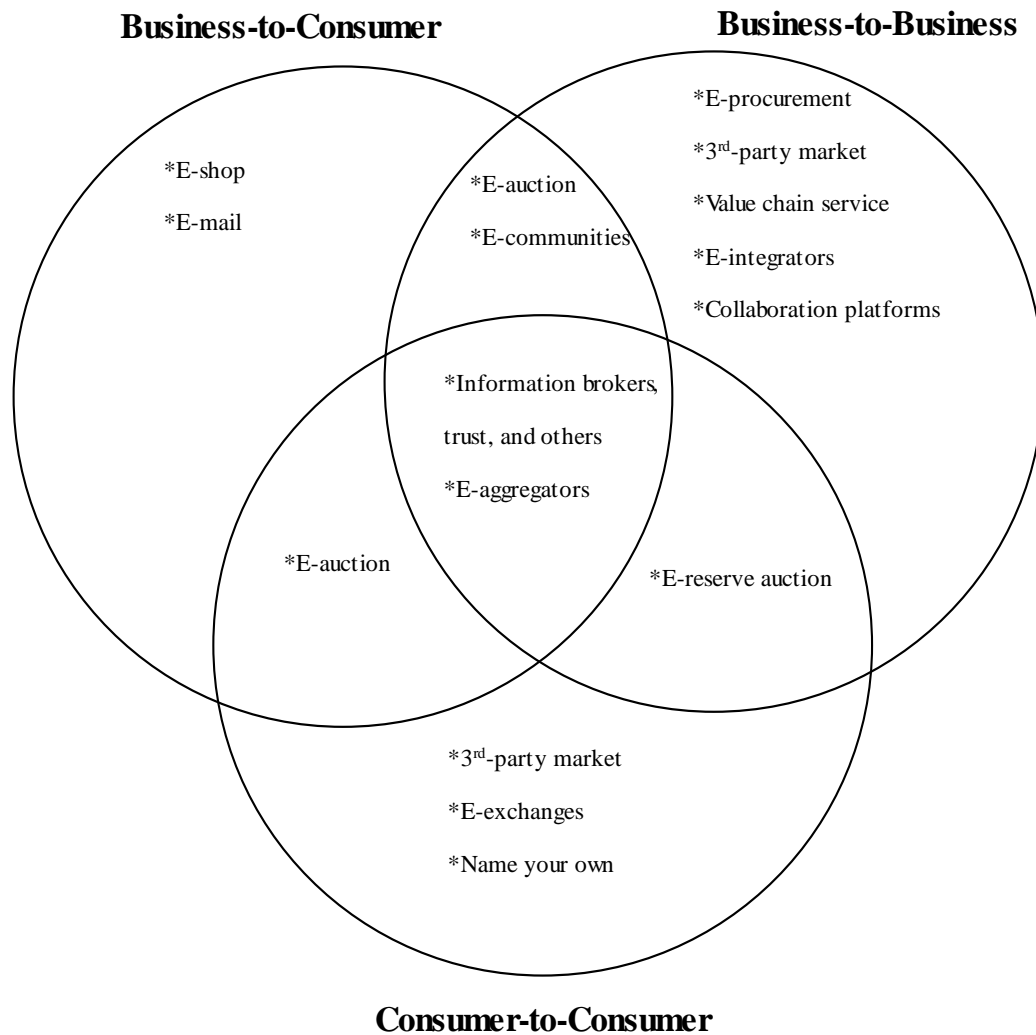 Business-to-Consumer
Business-to-Business
*E-shop
*E-mail
*E-auction
*E-communities
*E-procurement
*3rd-party market
*Value chain service
*E-integrators
*Collaboration platforms
*Information brokers,
trust, and others
*E-aggregators
*E-auction
*E-reserve auction
*3rd-party market
*E-exchanges
*Name your own
Consumer-to-Consumer